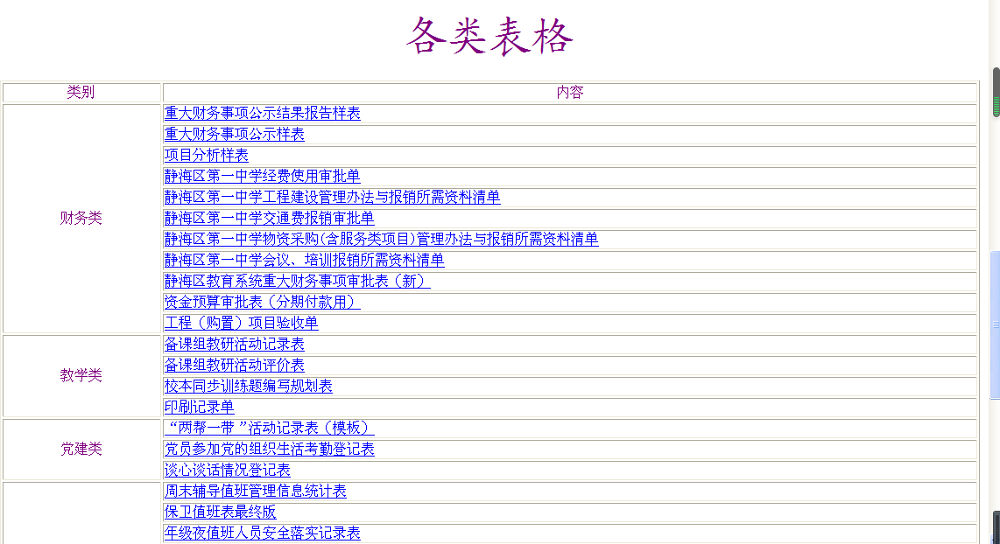 各类表格
类别
内容
财务类
重大财务事项公示结果报告样表
重大财务事项公示样表
项目分析样表
静海区第一中学经费使用审批单
静海区第一中学工程建设管理办法与报销所需资料清单
静海区第一中学交通费报销审批单
静海区第一中学物资采购(含服务类项目)管理办法与报销所需资料清单
静海区第一中学会议、培训报销所需资料清单
静海区教育系统重大财务事项审批表（新）
资金预算审批表（分期付款用）
工程（购置）项目验收单
教学类
备课组教研活动记录表
备课组教研活动评价表
校本同步训练题编写规划表
印刷记录单
党建类
“两帮一带 ”活动记录表（模板）
党员参加党的组织生活考勤登记表
谈心谈话情况登记表
周末辅导值班管理信息统计表
保卫值班表最终版
年级夜值班人员安全落实记录表